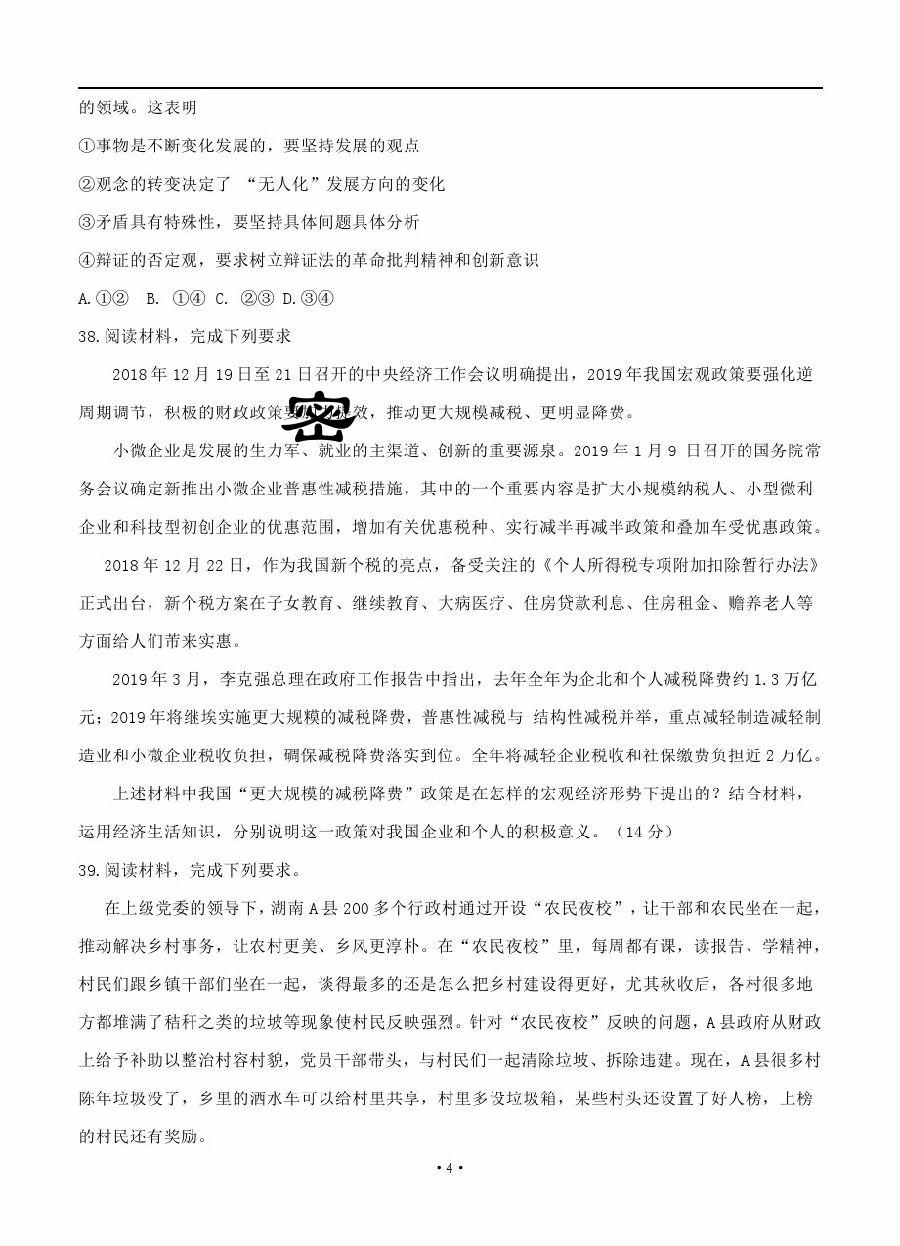 的领域。这表明
①事物是不断变化发展的，要坚持发展的观点
②观念的转变决定了 “无人化”发展方向的变化
③矛盾具有特殊性，要坚持具体间题具体分析
④辩证的否定观，要求树立辩证法的革命批判精神和创新意识
A.①② B. ①④ C. ②③ D.③④
38.阅读材料，完成下列要求
2018年12月19日至21日召开的中央经济工作会议明确提出，2019年我国宏观政策要强化逆
周期调节，积极的财政政策 效，推动更大规模减税、更明显降费。
密
小微企业是发展的生力军、就业的主渠道、创新的重要源泉。2019年1月9 日召开的国务院常
务会议确定新推出小微企业普惠性减税措施，其中的一个重要内容是扩大小规模纳税人、小型微利
企业和科技型初创企业的优惠范围，增加有关优惠税种、实行减半再减半政策和叠加车受优惠政策。
2018年12月22日，作为我国新个税的亮点，备受关注的《个人所得税专项附加扣除暂行办法》
正式出台，新个税方案在子女教育、继续教育、大病医疗、住房贷款利息、住房租金、赡养老人等
方面给人们芾来实惠。
2019年3月，李克强总理在政府工作报告中指出，去年全年为企北和个人减税降费约1.3万亿
元；2019年将继埃实施更大规糢的减税降费，普惠性减税与 结构性减税并举，重点减轻制造减轻制
造业和小微企业税收负担，碉保减税降费落实到位。全年将减轻企业税收和社保缴费负担近2万亿。
上述材料中我国“更大规模的减税降费”政策是在怎样的宏观经济形势下提出的？结合材料，
运用经济生活知识，分别说明这一政策对我国企业和个人的积极意义。（14分）
39.阅读材料，完成下列要求。
在上级党委的领导下，湖南A县200多个行政村通过开设“农民夜校”，让干部和农民坐在一起，
推动解决乡村事务，让农村更美、乡风更淳朴。在“农民夜校”里，每周都有课，读报告、学精神，
村民们跟乡镇干部们坐在一起，淡得最多的还是怎么把乡村建设得更好，尤其秋收后，各村很多地
方都堆满了秸秆之类的垃圾等现象使村民反映强烈。针对“农民夜校”反映的问题，A县政府从财政
上给予补助以整治村容村貌，党员干部带头，与村民们一起清除垃圾、拆除违建。现在，A县很多村
陈年垃圾没了，乡里的洒水车可以给村里共享，村里多设垃圾箱，某些村头还设置了好人榜，上榜
的村民还有奖励。
·4·